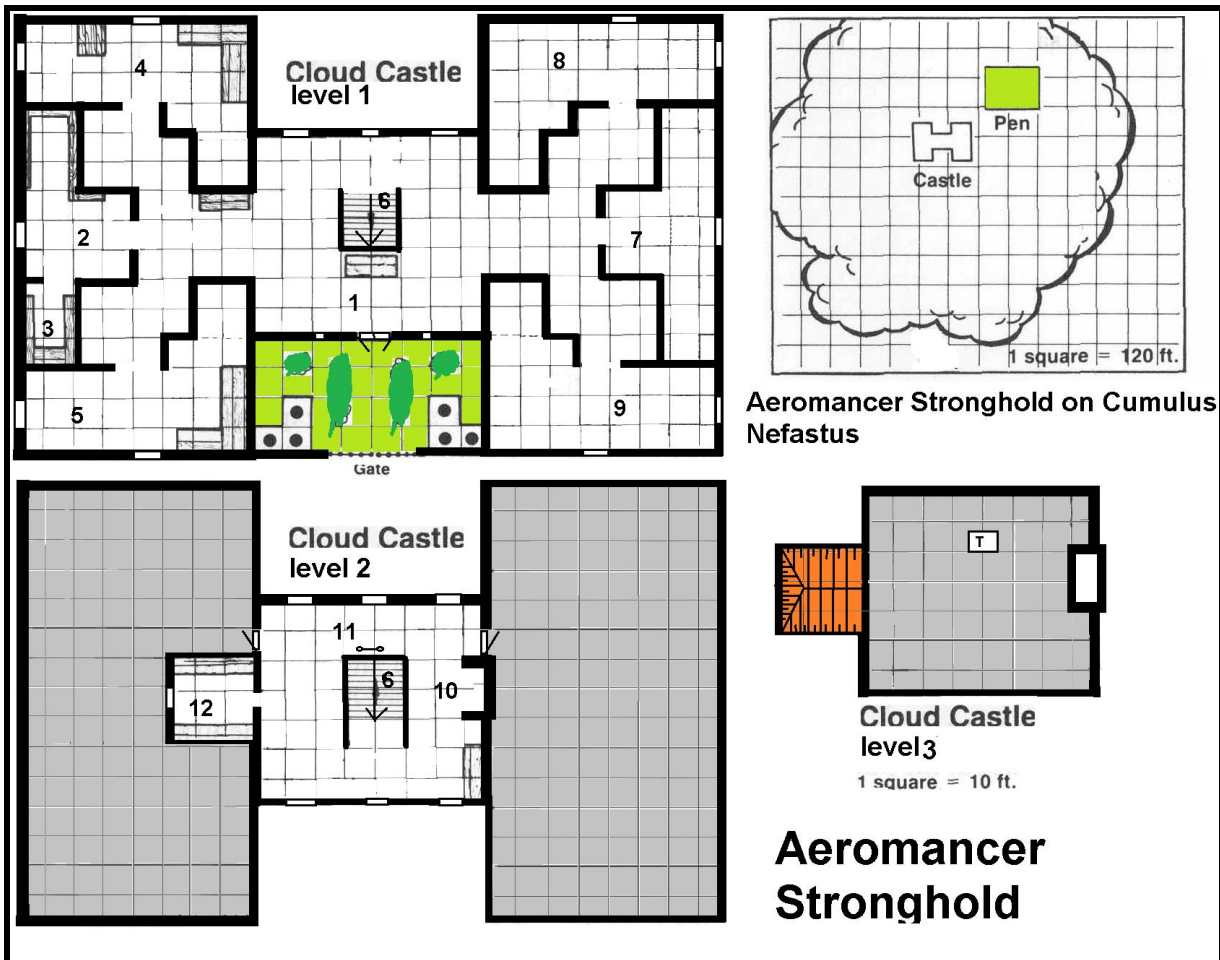 4
8
Cloud Castle
level 1
Pen
Castle
6
2
7
1
3
1 square = 120 ft.
5
9
Aeromancer Stronghold on Cumulus
Nefastus
Gate
Cloud Castle
level 2
T
11
6
10
12
Cloud Castle
level3
1 square = 10 ft.
Aeromancer
Stronghold